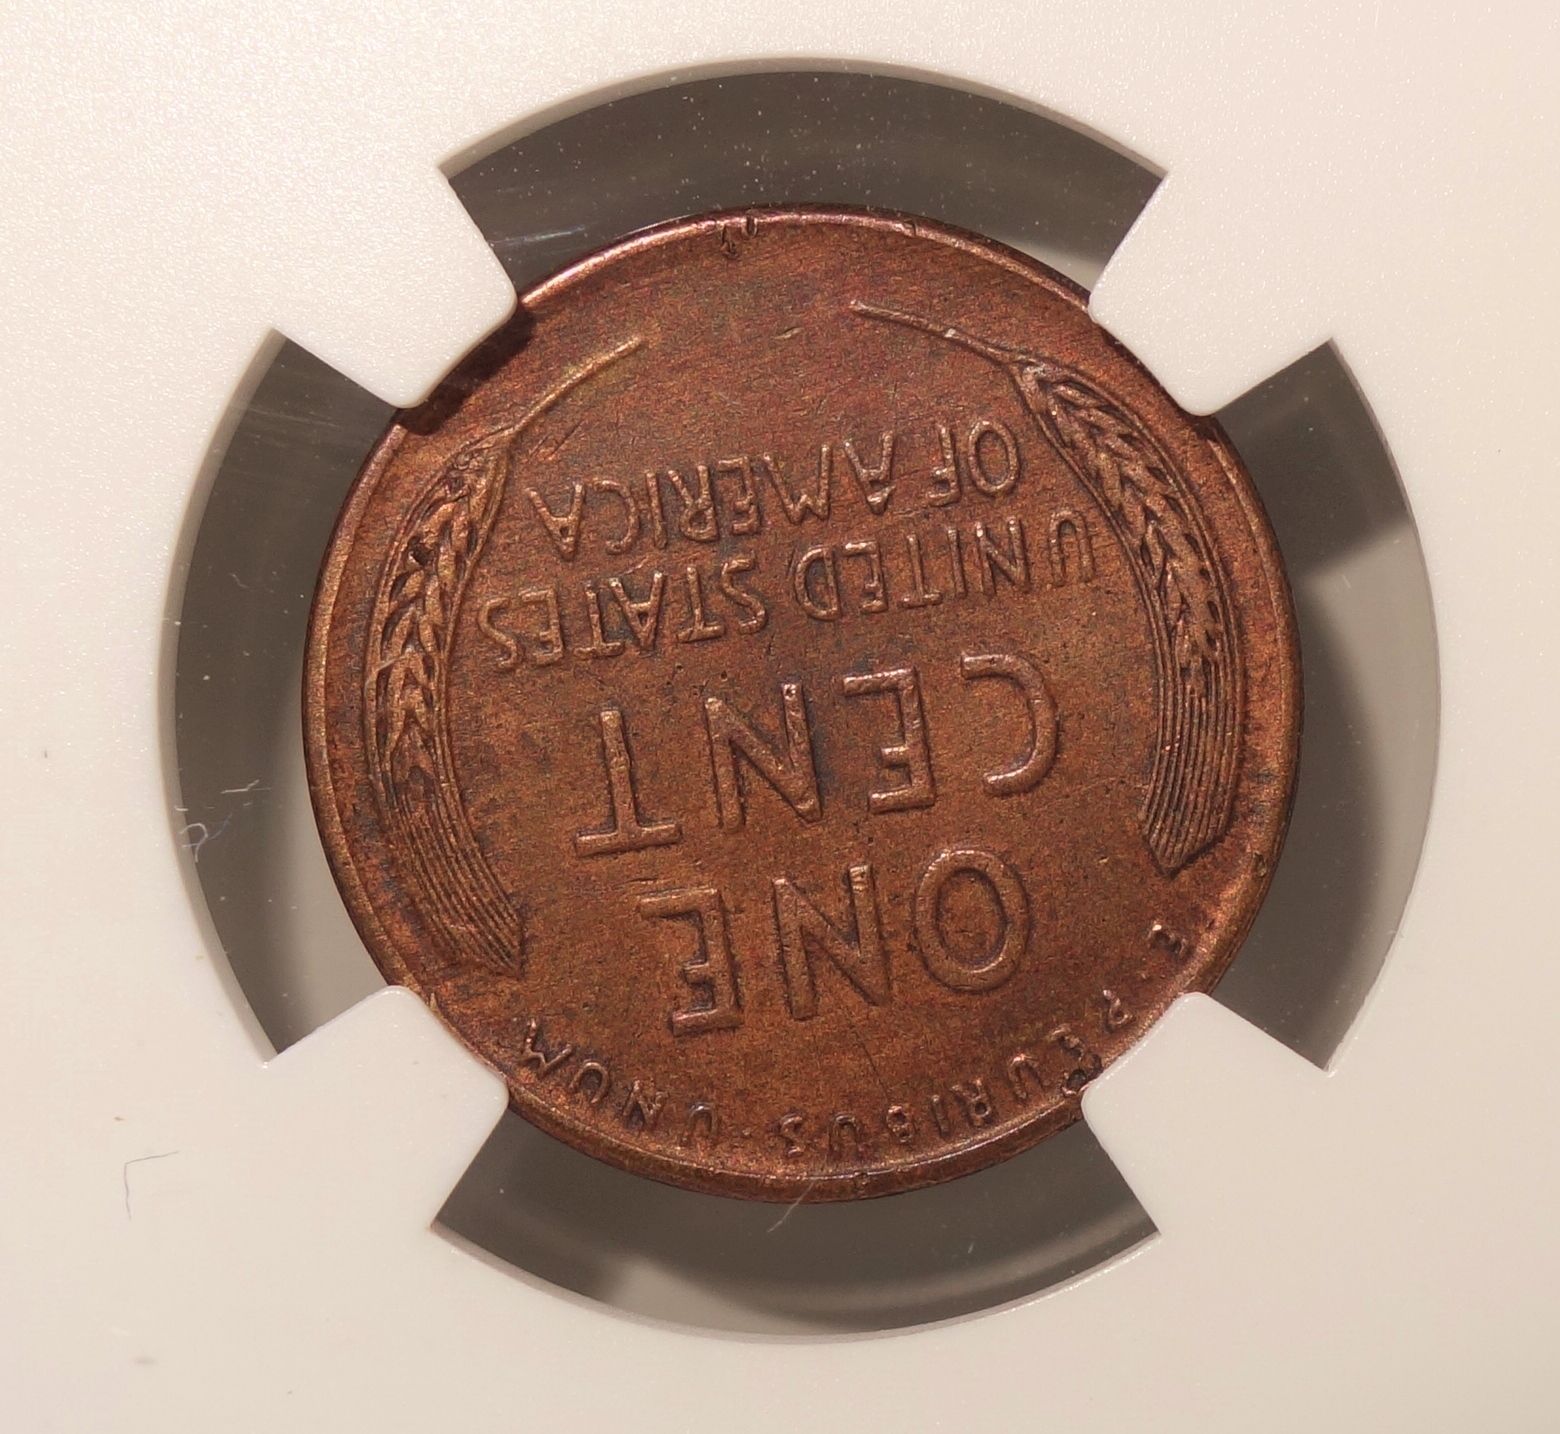 E · PLURIBUS · UNUM
ONE
CENT
UNITED STATES
OF AMERICA